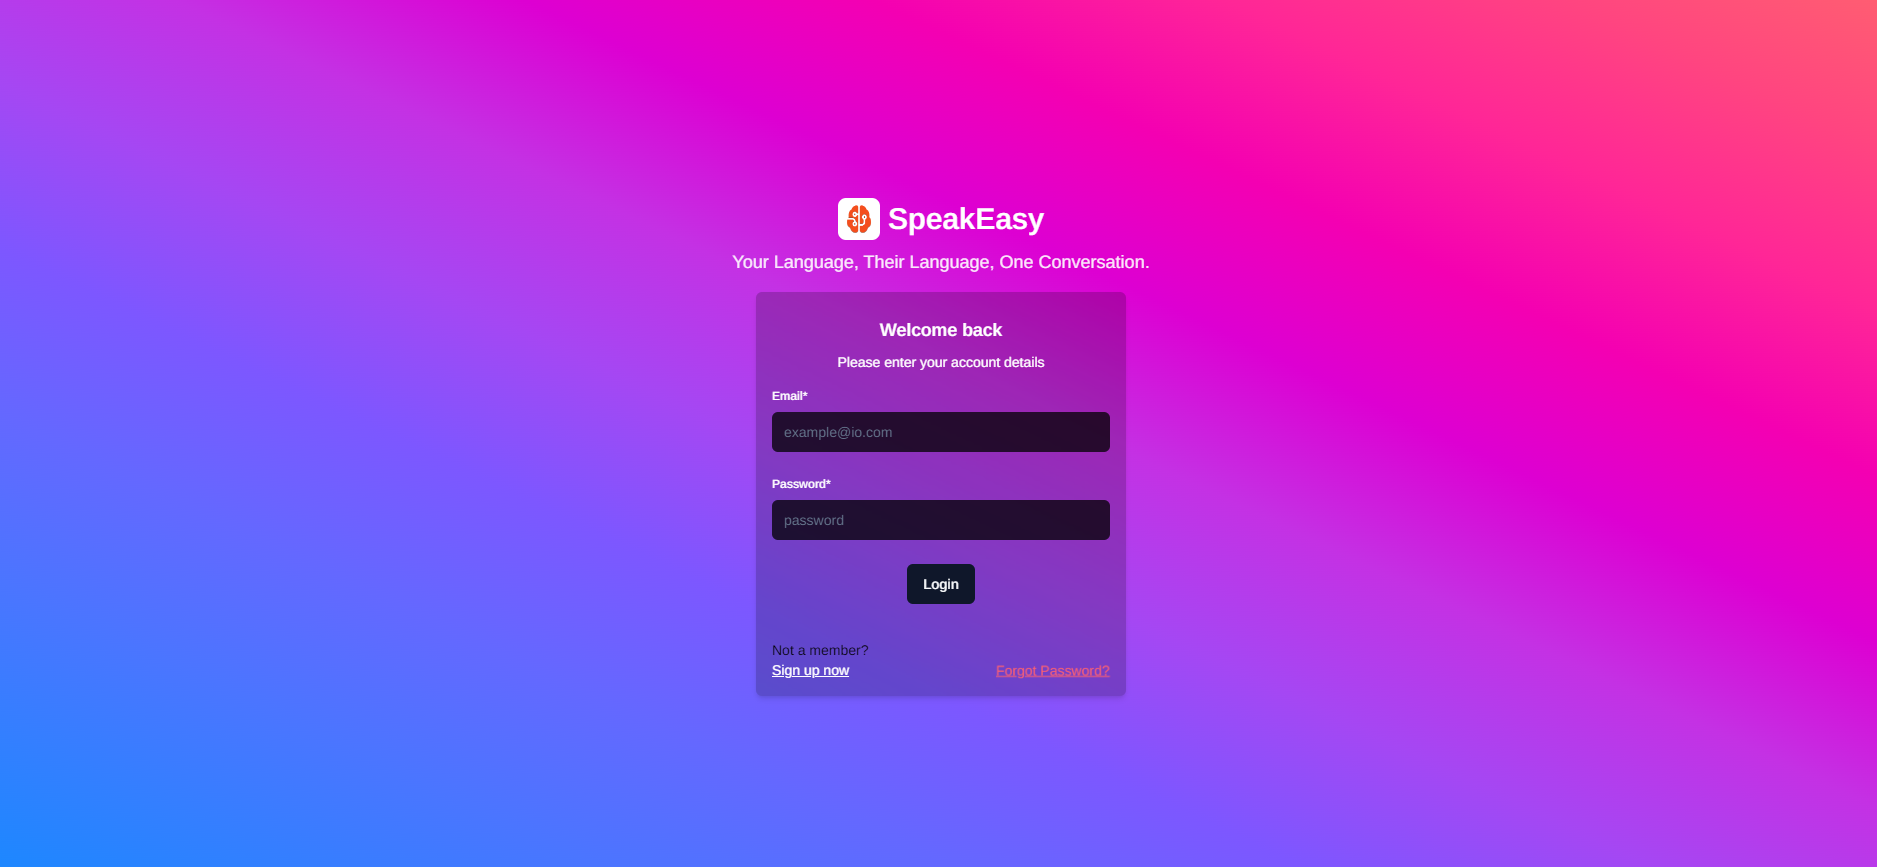 SpeakEasy
Your Language, Their Language, One Conversation.
Welcome back
Please enter your account details
Email*
example@io.com
Password*
password
Login
Not a member?
Sign up now
Forgot Password?